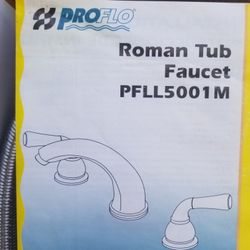 PROFLO
Roman Tub
Faucet
PFLL5001M